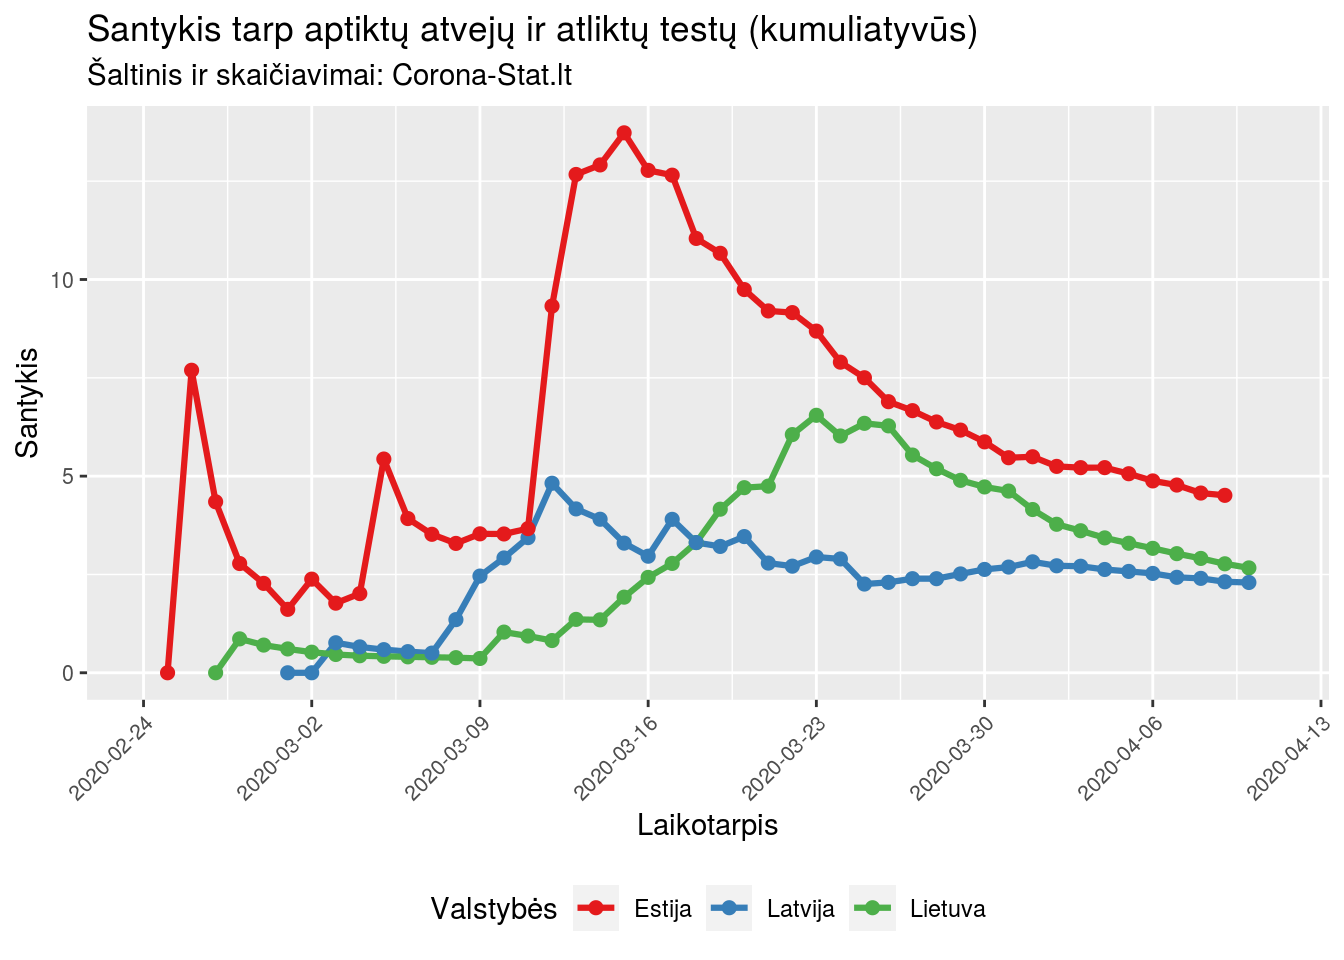 Santykis tarp aptiktų atvejų ir atliktų testų (kumuliatyvūs)
Šaltinis ir skaičiavimai: Corona-Stat.lt
Santykis
10
5
0
2020-02-24
2020-03-02
2020-03-09
2020-03-16
2020-03-23
2020-03-30
2020-04-06
2020-04-13
Laikotarpis
Valstybės Estija Latvija Lietuva